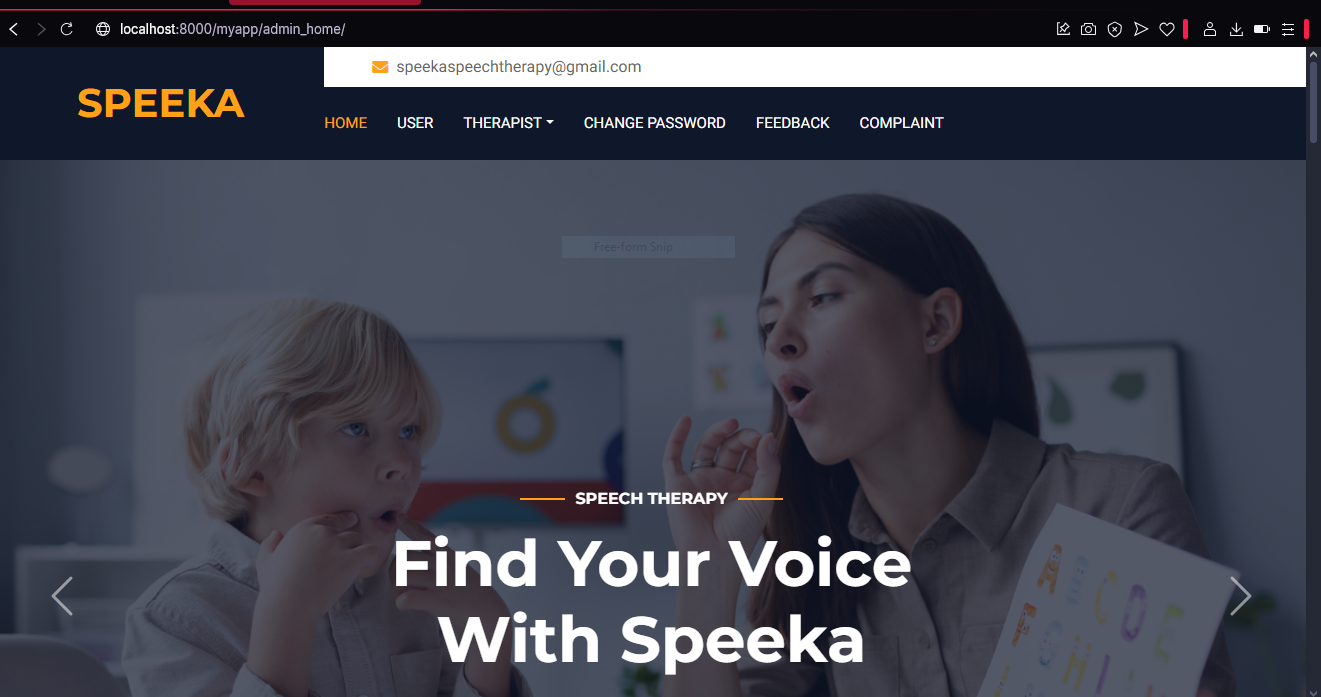 localhost:8000/myapp/admin_home/
speekaspeechtherapy@gmail.com
SPEEKA
HOME USER THERAPIST CHANGE PASSWORD FEEDBACK COMPLAINT
Free-form Snip
SPEECH THERAPY
Find Your Voice
With Speeka
A B C D E
F G H I